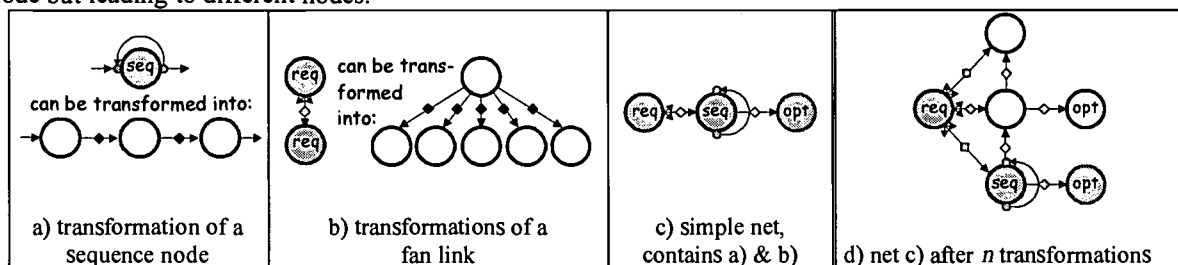 ode but leading to different nodes.
seq
can be transformed into:
a) transformation of a
sequence node
req
req
can be trans-
formed
into:
b) transformations of a
fan link
req
seq
opt
c) simple net,
contains a) & b)
req
opt
seq
opt
d) net c) after n transformations